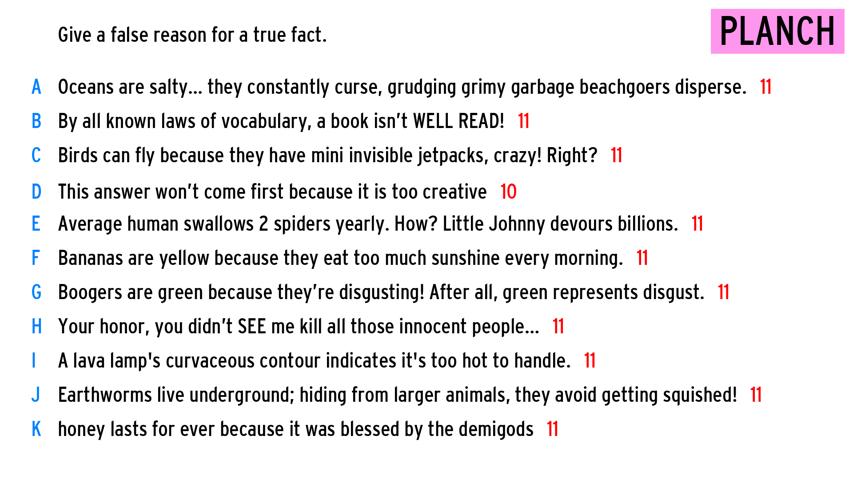 Give a false reason for a true fact.
PLANCH
A Oceans are salty... they constantly curse, grudging grimy garbage beachgoers disperse. 11
B By all known laws of vocabulary, a book isn't WELL READ! 11
C Birds can fly because they have mini invisible jetpacks, crazy! Right? 11
D This answer won't come first because it is too creative 10
E Average human swallows 2 spiders yearly. How? Little Johnny devours billions. 11
F Bananas are yellow because they eat too much sunshine every morning. 11
G Boogers are green because they're disgusting! After all, green represents disgust. 11
H Your honor, you didn't SEE me kill all those innocent people... 11
I A lava lamp's curvaceous contour indicates it's too hot to handle. 11
J Earthworms live underground; hiding from larger animals, they avoid getting squished! 11
K honey lasts for ever because it was blessed by the demigods 11